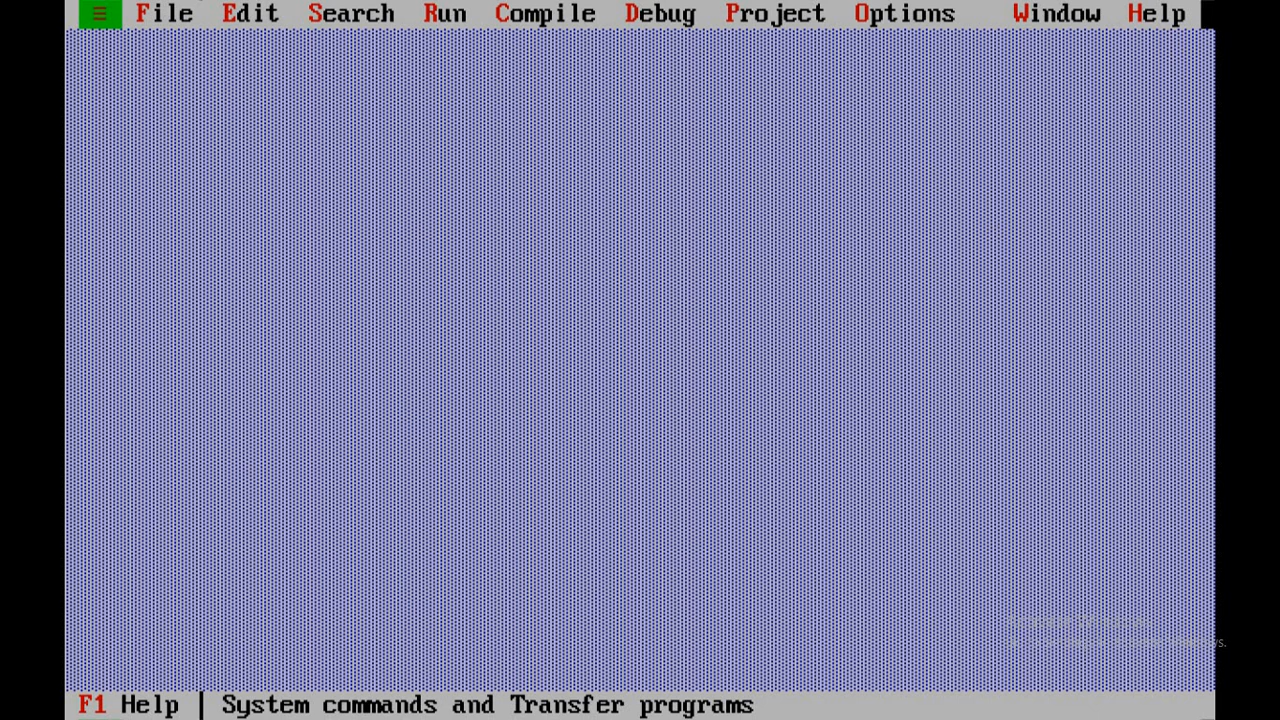 ≡ File Edit Search Run Compile Debug Project Options Window Help
F1 Help | System commands and Transfer programs